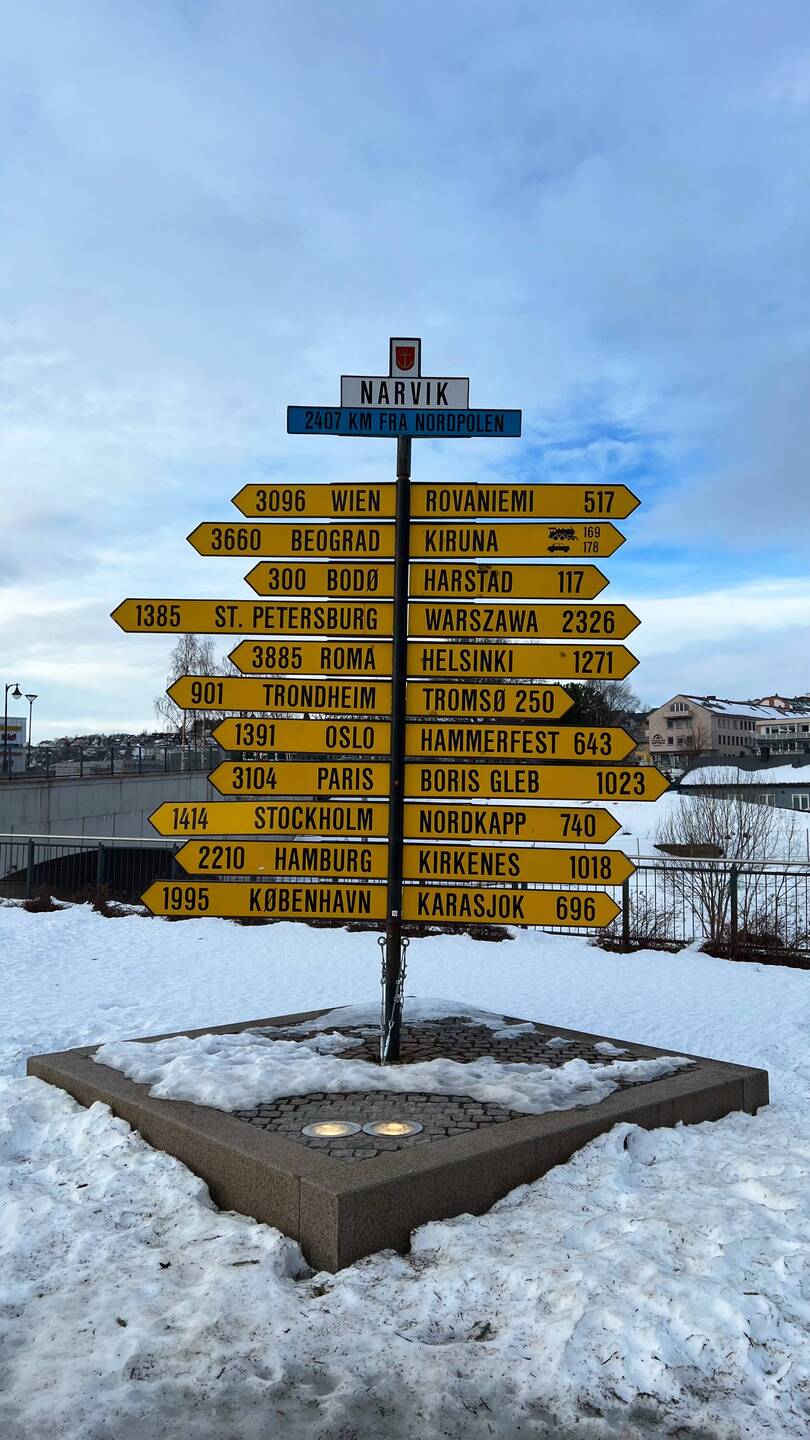 NARVIK
2407 KM FRA NORDPOLEN
3096 WIEN
ROVANIEMI 517
3660 BEOGRAD
KIRUNA 169
178
300 BODØ
HARSTAD 117
1385 ST. PETERSBURG
WARSZAWA 2326
3885 ROMA
HELSINKI 1271
901 TRONDHEIM
TROMSØ 250
1391 OSLO
HAMMERFEST 643
3104 PARIS
BORIS GLEB 1023
1414 STOCKHOLM
NORDKAPP 740
2210 HAMBURG
KIRKENES 1018
1995 KØBENHAVN
KARASJOK 696